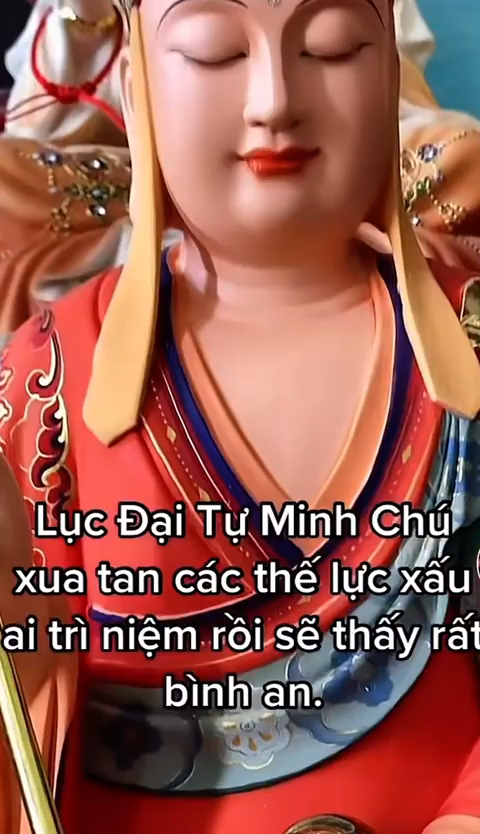 Lục Đại Tự Minh Chú
xua tan các thế lực xấu
ai trì niệm rồi sẽ thấy rất
bình an.